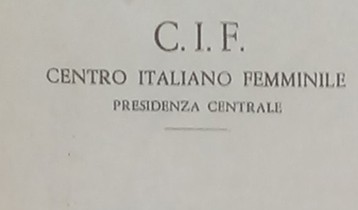 C. I. F.
CENTRO ITALIANO FEMMINILE
PRESIDENZA CENTRALE